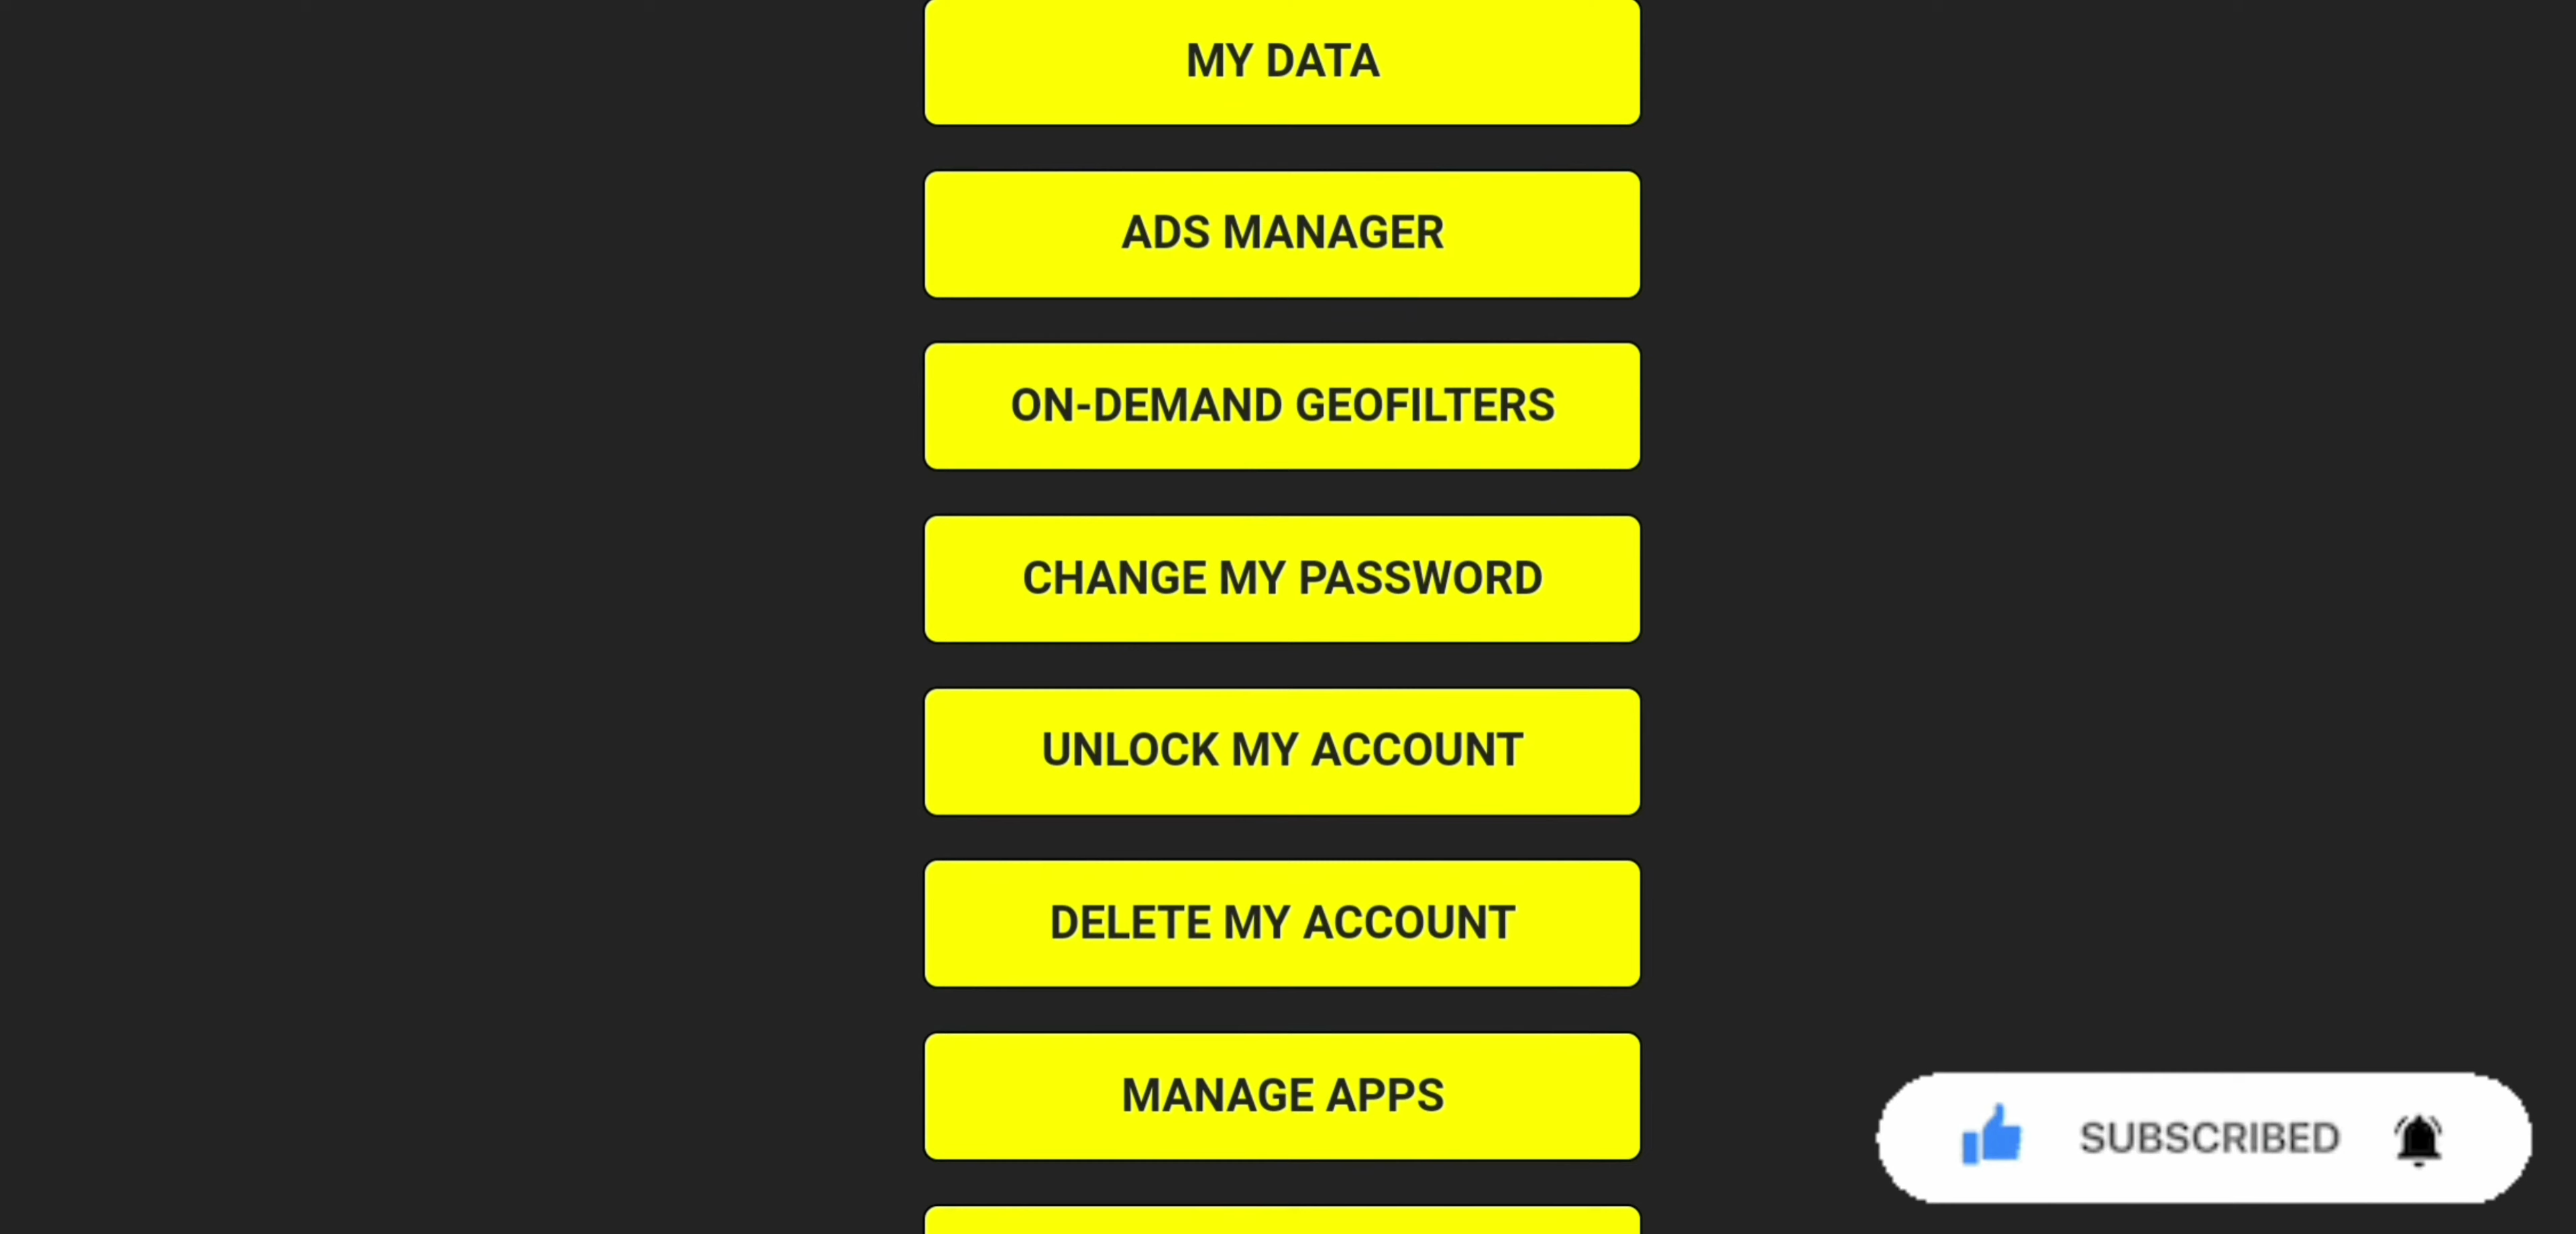 MY DATA
ADS MANAGER
ON-DEMAND GEOFILTERS
CHANGE MY PASSWORD
UNLOCK MY ACCOUNT
DELETE MY ACCOUNT
MANAGE APPS
SUBSCRIBED